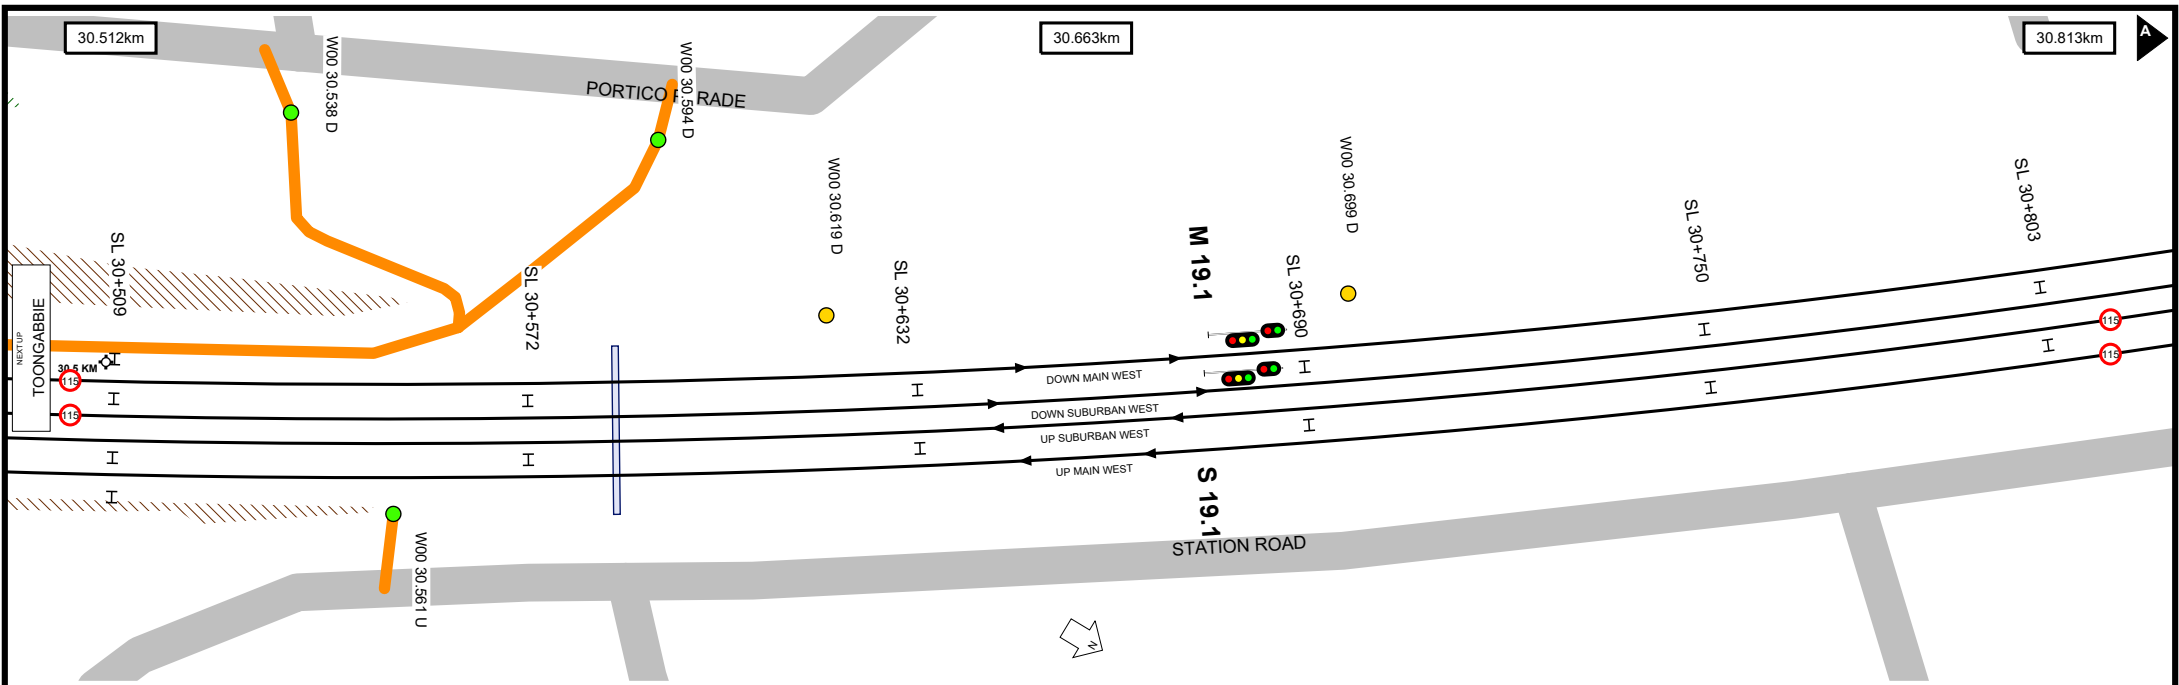 30.512km
30.663km
30.813km
A
W00 30.538 D
W00 30.594 D
PORTICO P RADE
W00 30.619 D
W00 30.699 D
SL 30+509
SL 30+572
SL 30+632
M 19.1
SL 30+690
SL 30+750
SL 30+803
NEXT UP
TOONGABBIE
30.5 KM
115
115
115
115
DOWN MAIN WEST
DOWN SUBURBAN WEST
UP SUBURBAN WEST
UP MAIN WEST
S 19.1
STATION ROAD
W00 30.561 U
N